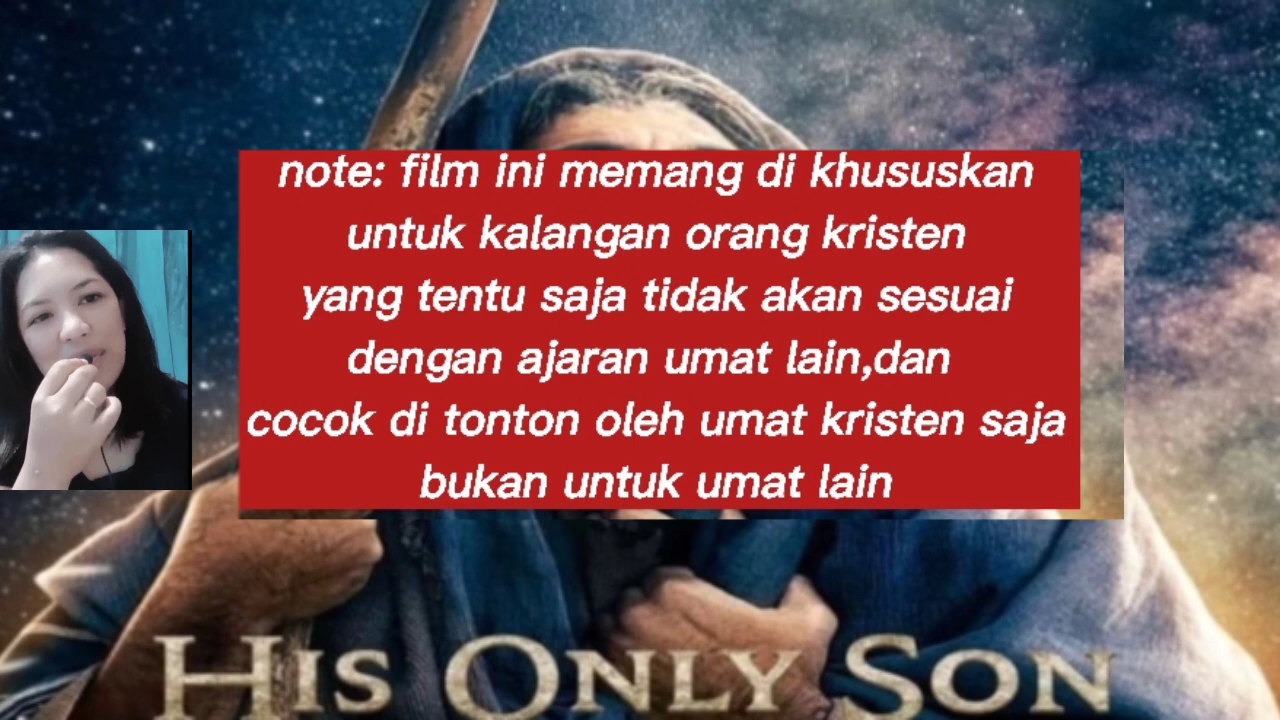 note: film ini memang di khususkan
untuk kalangan orang kristen
yang tentu saja tidak akan sesuai
dengan ajaran umat lain,dan
cocok di tonton oleh umat kristen saja
bukan untuk umat lain
HIS ONLY SON